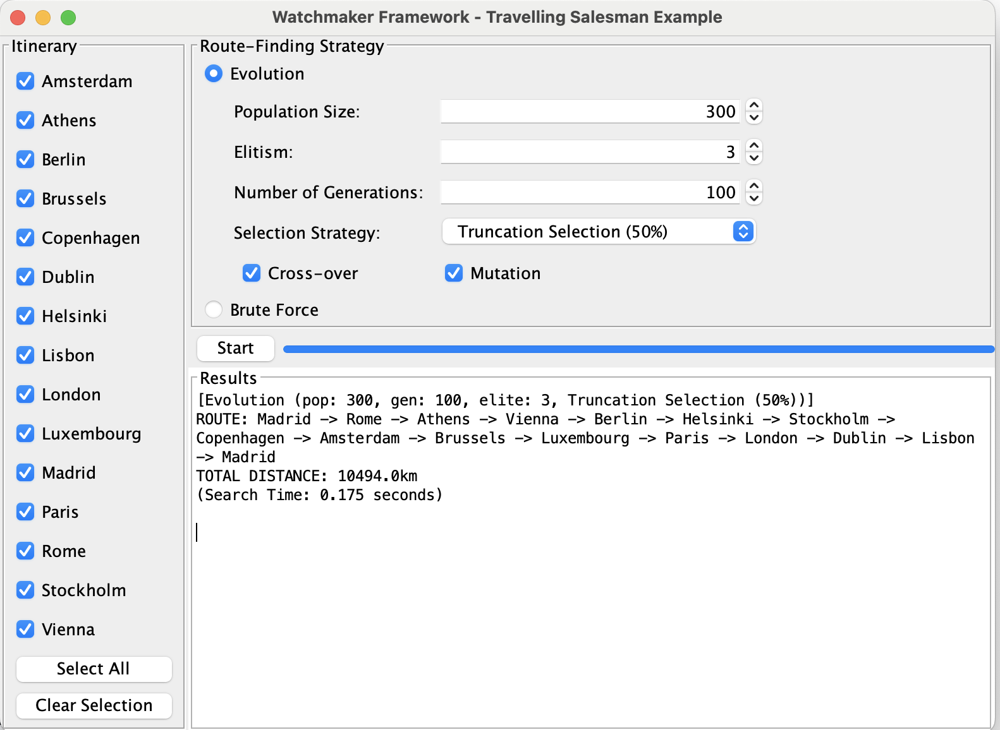 Watchmaker Framework - Travelling Salesman Example
Itinerary
Amsterdam
Athens
Berlin
Brussels
Copenhagen
Dublin
Helsinki
Lisbon
London
Luxembourg
Madrid
Paris
Rome
Stockholm
Vienna
Select All
Clear Selection
Route-Finding Strategy
Evolution
Population Size: 300
Elitism: 3
Number of Generations: 100
Selection Strategy: Truncation Selection (50%)
Cross-over Mutation
Brute Force
Start
Results
[Evolution (pop: 300, gen: 100, elite: 3, Truncation Selection (50%))]
ROUTE: Madrid -> Rome -> Athens -> Vienna -> Berlin -> Helsinki -> Stockholm ->
Copenhagen -> Amsterdam -> Brussels -> Luxembourg -> Paris -> London -> Dublin -> Lisbon
-> Madrid
TOTAL DISTANCE: 10494.0km
(Search Time: 0.175 seconds)